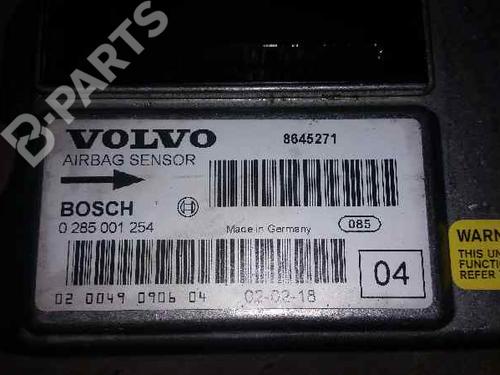 B-PARTS
VOLVO
8645271
AIRBAG SENSOR
BOSCH
0 285 001 254
Made in Germany
085
04
02 0049 0906 04
02-02-18
WARN
THIS UN
FUNCTION
REFER T